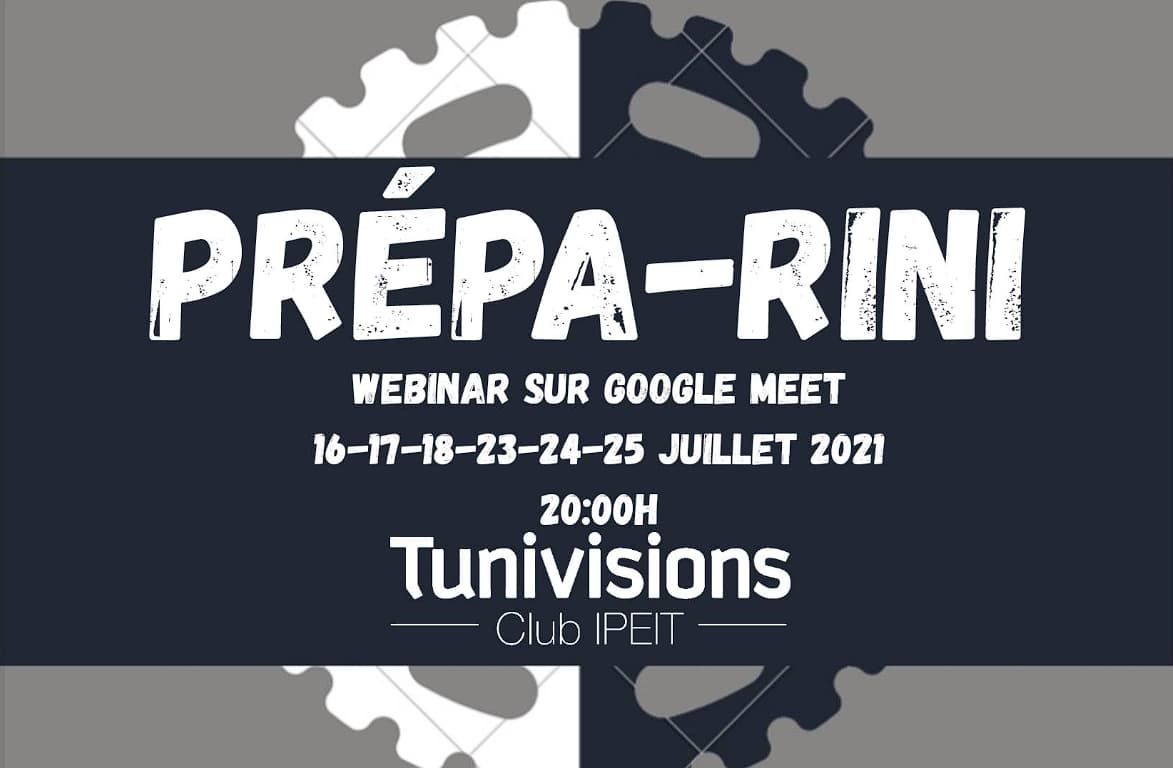 PRÉPA-RINI
WEBINAR SUR GOOGLE MEET
16-17-18-23-24-25 JUILLET 2021
20:00H
Tunivisions
Club IPEIT